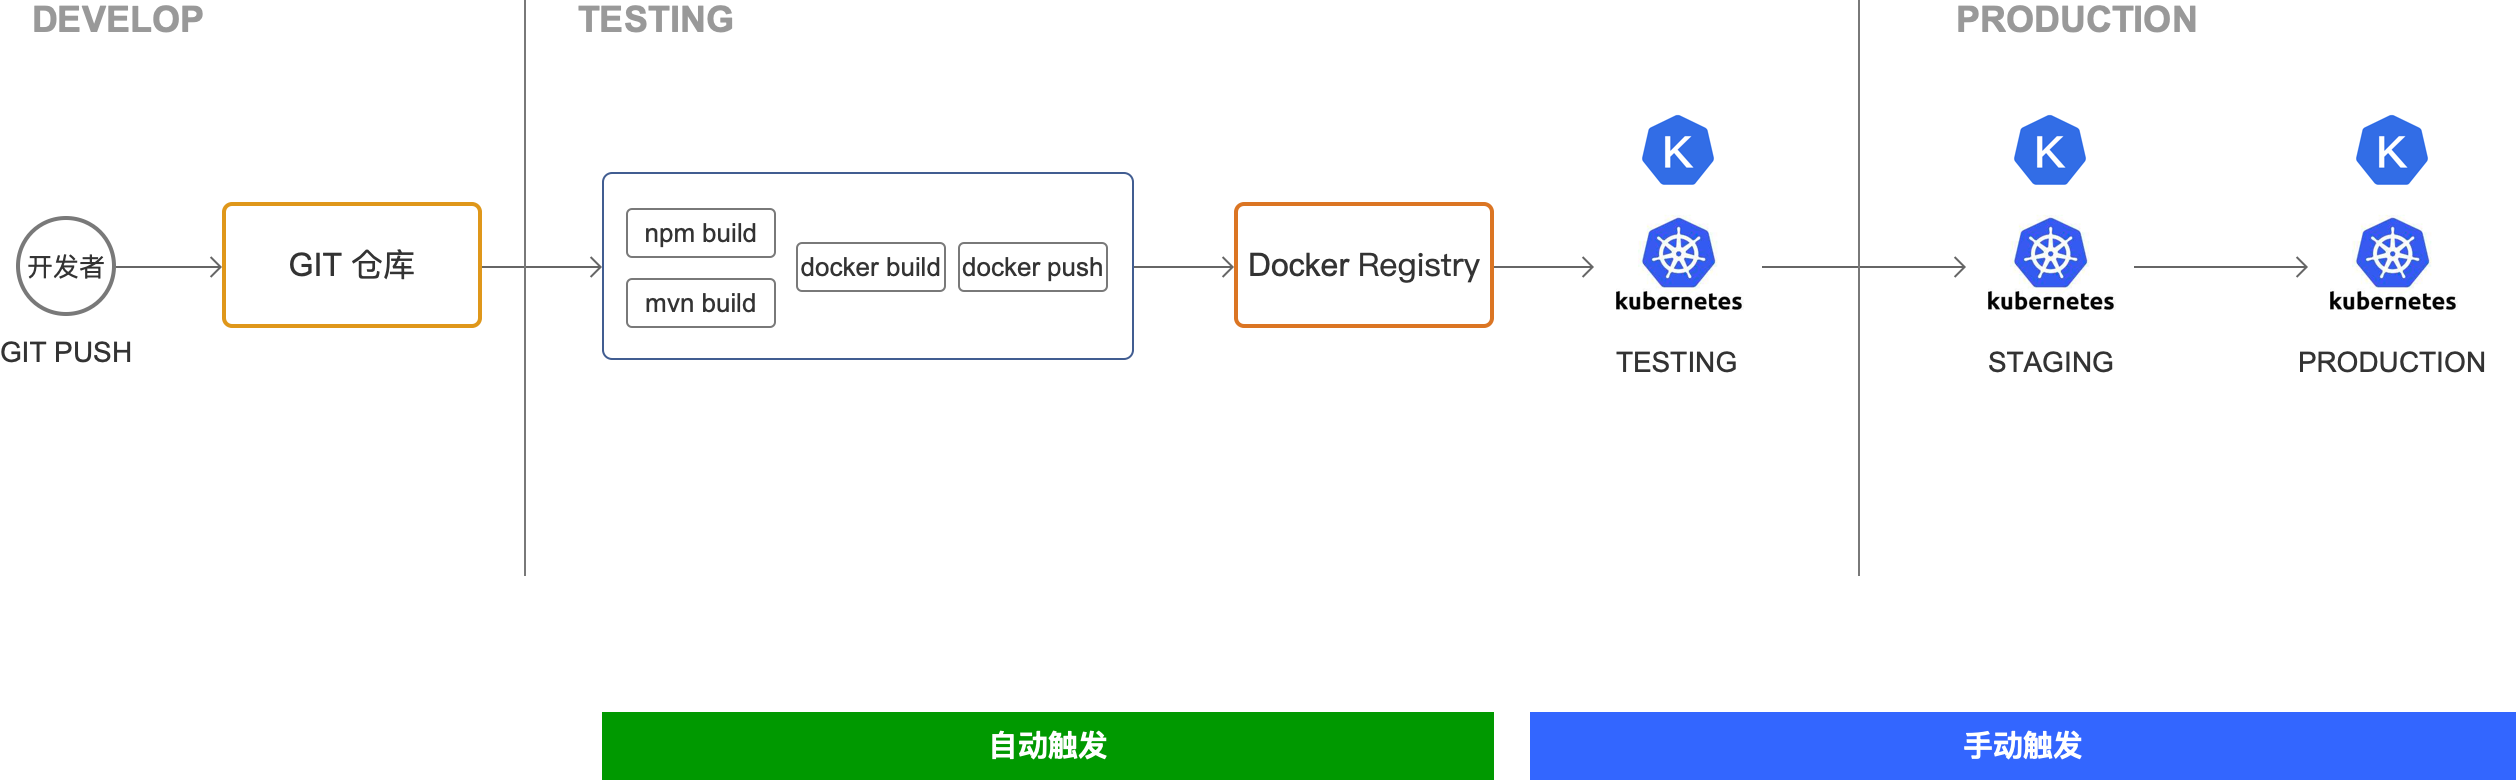 DEVELOP
TESTING
PRODUCTION
开发者
GIT PUSH
GIT 仓库
npm build
mvn build
docker build
docker push
Docker Registry
K
kubernetes
TESTING
K
kubernetes
STAGING
K
kubernetes
PRODUCTION
自动触发
手动触发